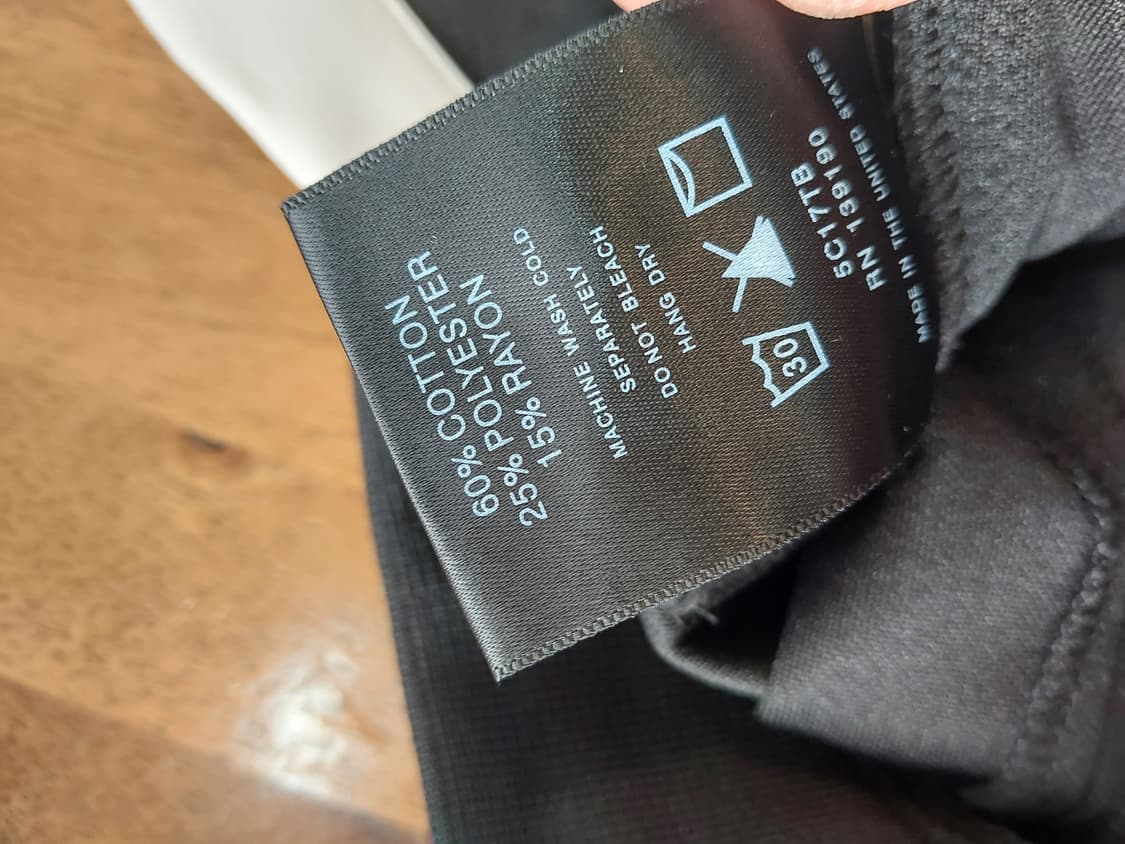 60% COTTON
25% POLYESTER
15% RAYON
MACHINE WASH COLD
SEPARATELY
DO NOT BLEACH
HANG DRY
30
5C17TB
RN 139190
MADE IN THE UNITED STATES